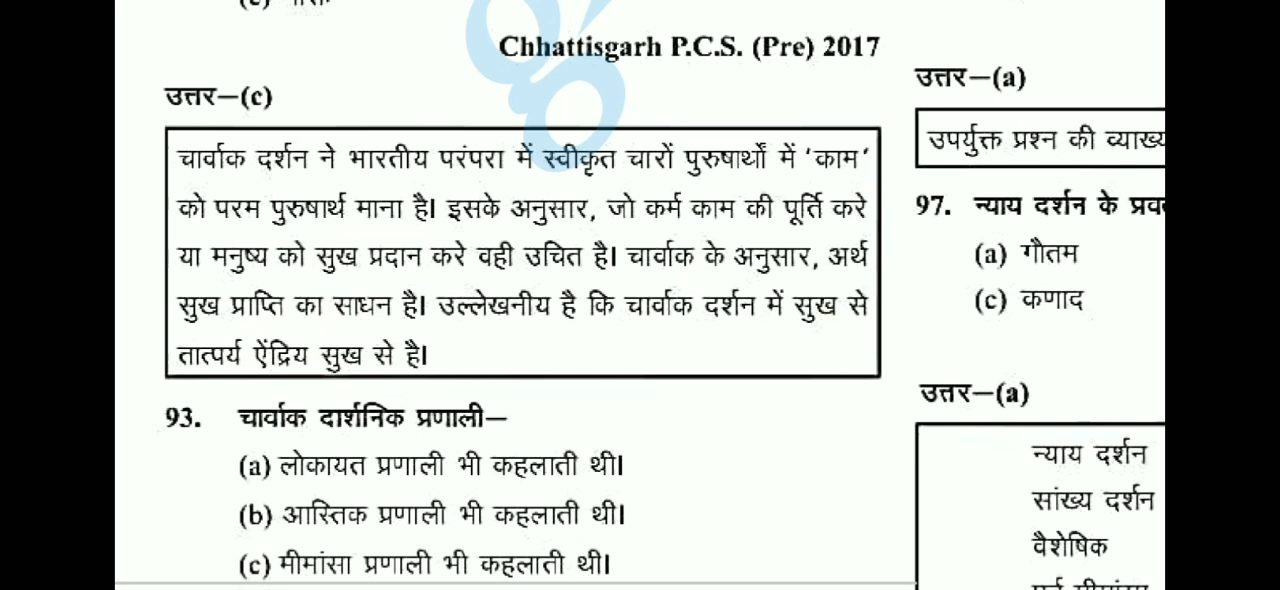 Chhattisgarh P.C.S. (Pre) 2017
उत्तर–(c)
चार्वाक दर्शन ने भारतीय परंपरा में स्वीकृत चारों पुरुषार्थों में ‘काम’
को परम पुरुषार्थ माना है। इसके अनुसार, जो कर्म काम की पूर्ति करे
या मनुष्य को सुख प्रदान करे वही उचित है। चार्वाक के अनुसार, अर्थ
सुख प्राप्ति का साधन है। उल्लेखनीय है कि चार्वाक दर्शन में सुख से
तात्पर्य ऐंद्रिय सुख से है।
93. चार्वाक दार्शनिक प्रणाली–
(a) लोकायत प्रणाली भी कहलाती थी।
(b) आस्तिक प्रणाली भी कहलाती थी।
(c) मीमांसा प्रणाली भी कहलाती थी।
उत्तर–(a)
उपर्युक्त प्रश्न की
97. न्याय दर्शन के
(a) गौतम
(c) कणाद
उत्तर–(a)
न्याय दर्शन
सांख्य दर्शन
वैशेषिक